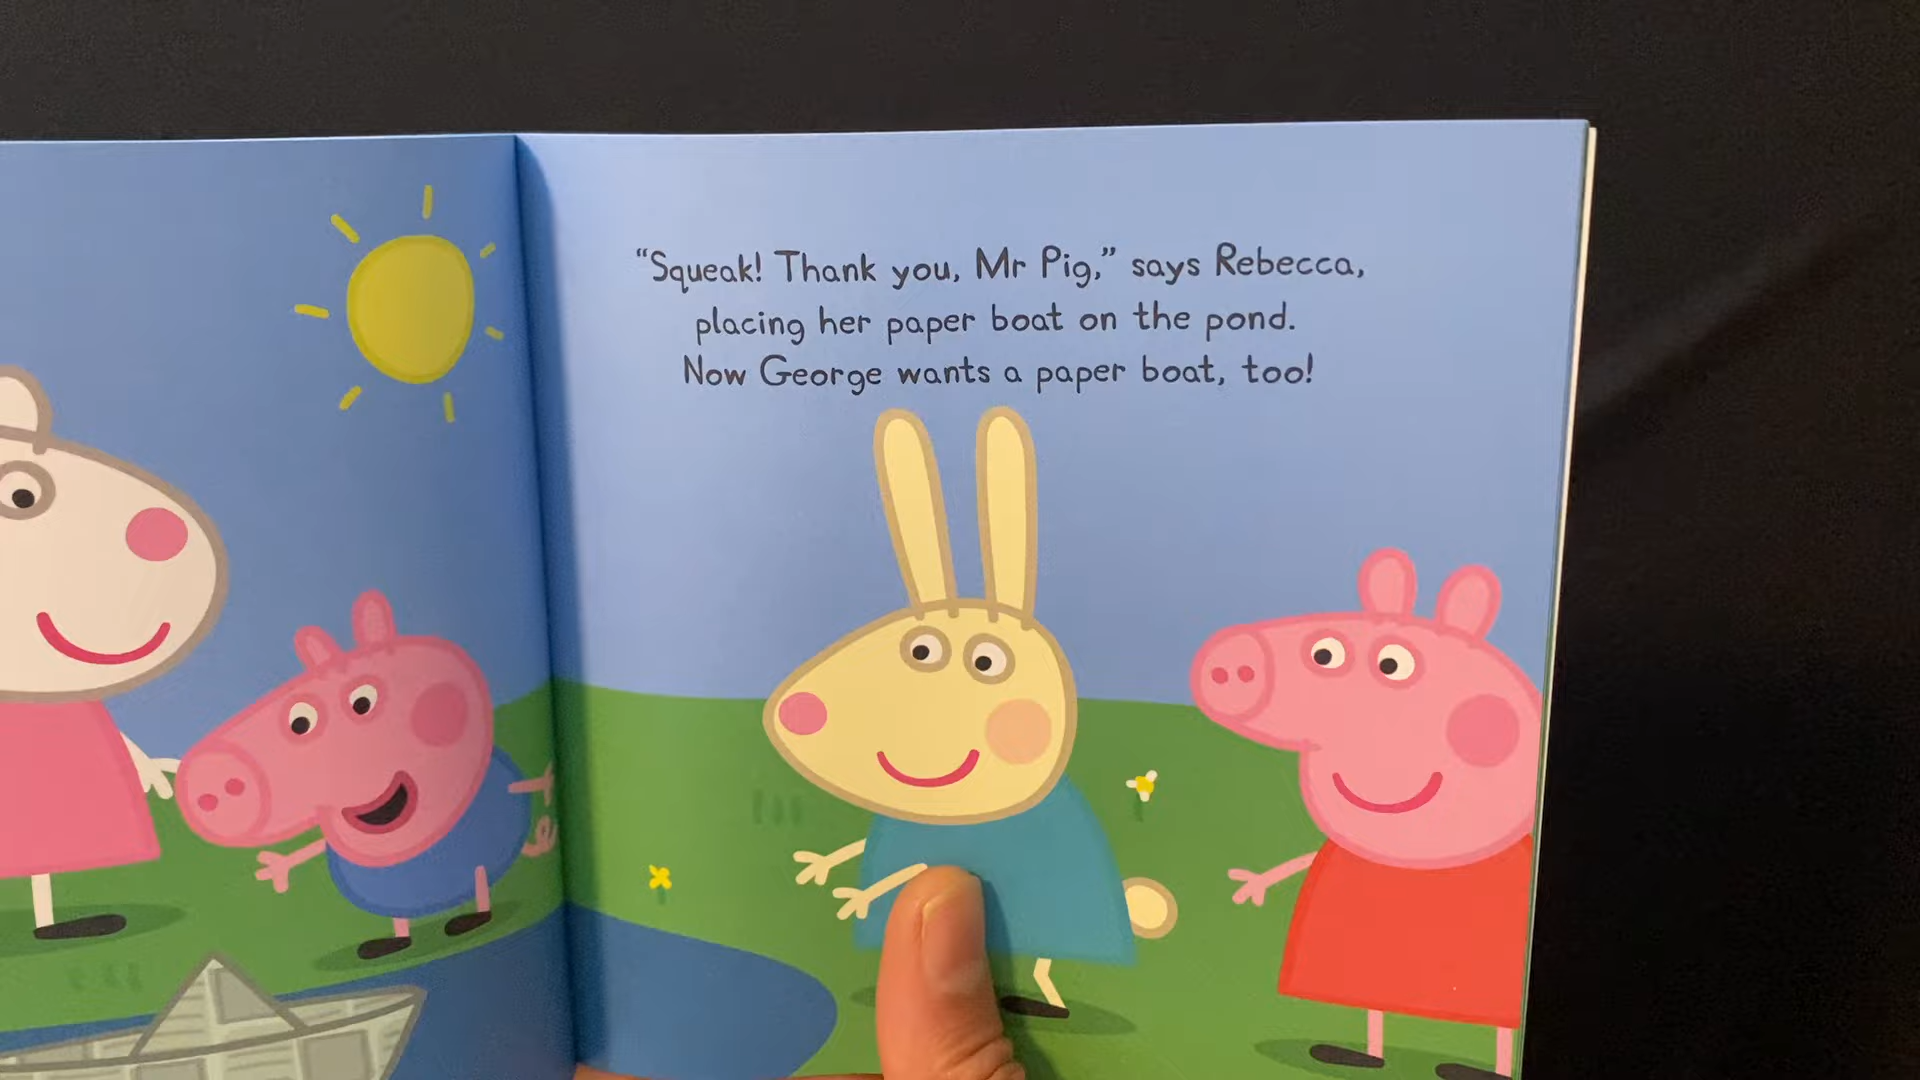 “Squeak! Thank you, Mr Pig,” says Rebecca,
placing her paper boat on the pond.
Now George wants a paper boat, too!